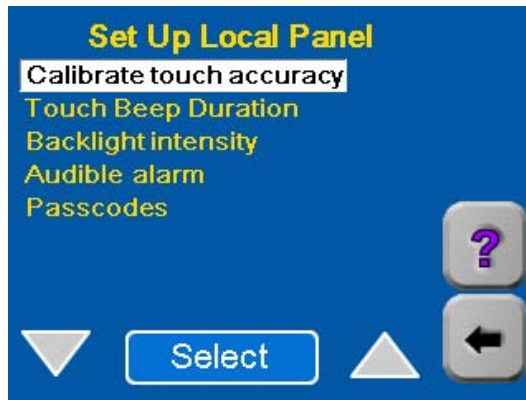 Set Up Local Panel
Calibrate touch accuracy
Touch Beep Duration
Backlight intensity
Audible alarm
Passcodes
?
Select